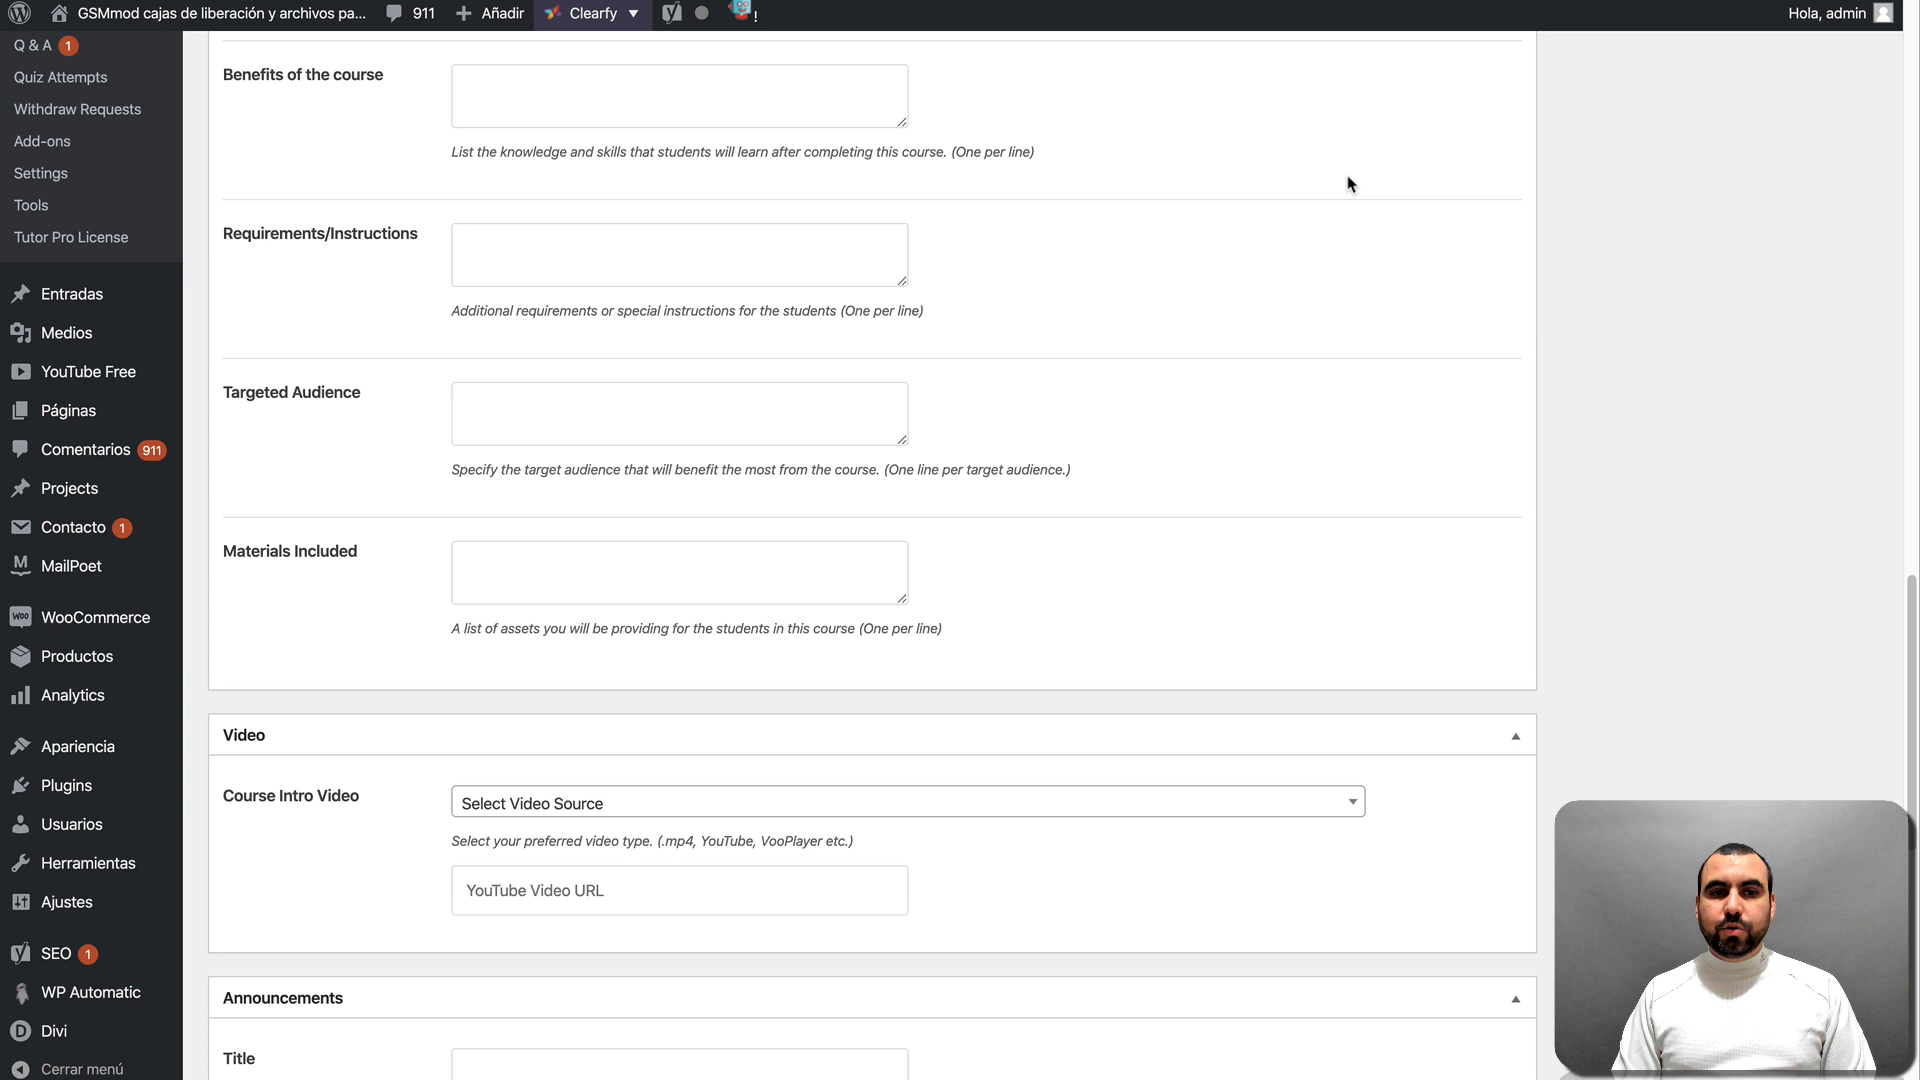 GSMmod cajas de liberación y archivos pa...
911
Añadir
Clearfy
!
Hola, admin
Q & A 1
Quiz Attempts
Withdraw Requests
Add-ons
Settings
Tools
Tutor Pro License
Entradas
Medios
YouTube Free
Páginas
Comentarios 911
Projects
Contacto 1
MailPoet
WooCommerce
Productos
Analytics
Apariencia
Plugins
Usuarios
Herramientas
Ajustes
SEO 1
WP Automatic
Divi
Cerrar menú
Benefits of the course
List the knowledge and skills that students will learn after completing this course. (One per line)
Requirements/Instructions
Additional requirements or special instructions for the students (One per line)
Targeted Audience
Specify the target audience that will benefit the most from the course. (One line per target audience.)
Materials Included
A list of assets you will be providing for the students in this course (One per line)
Video
Course Intro Video
Select Video Source
Select your preferred video type. (.mp4, YouTube, VooPlayer etc.)
YouTube Video URL
Announcements
Title